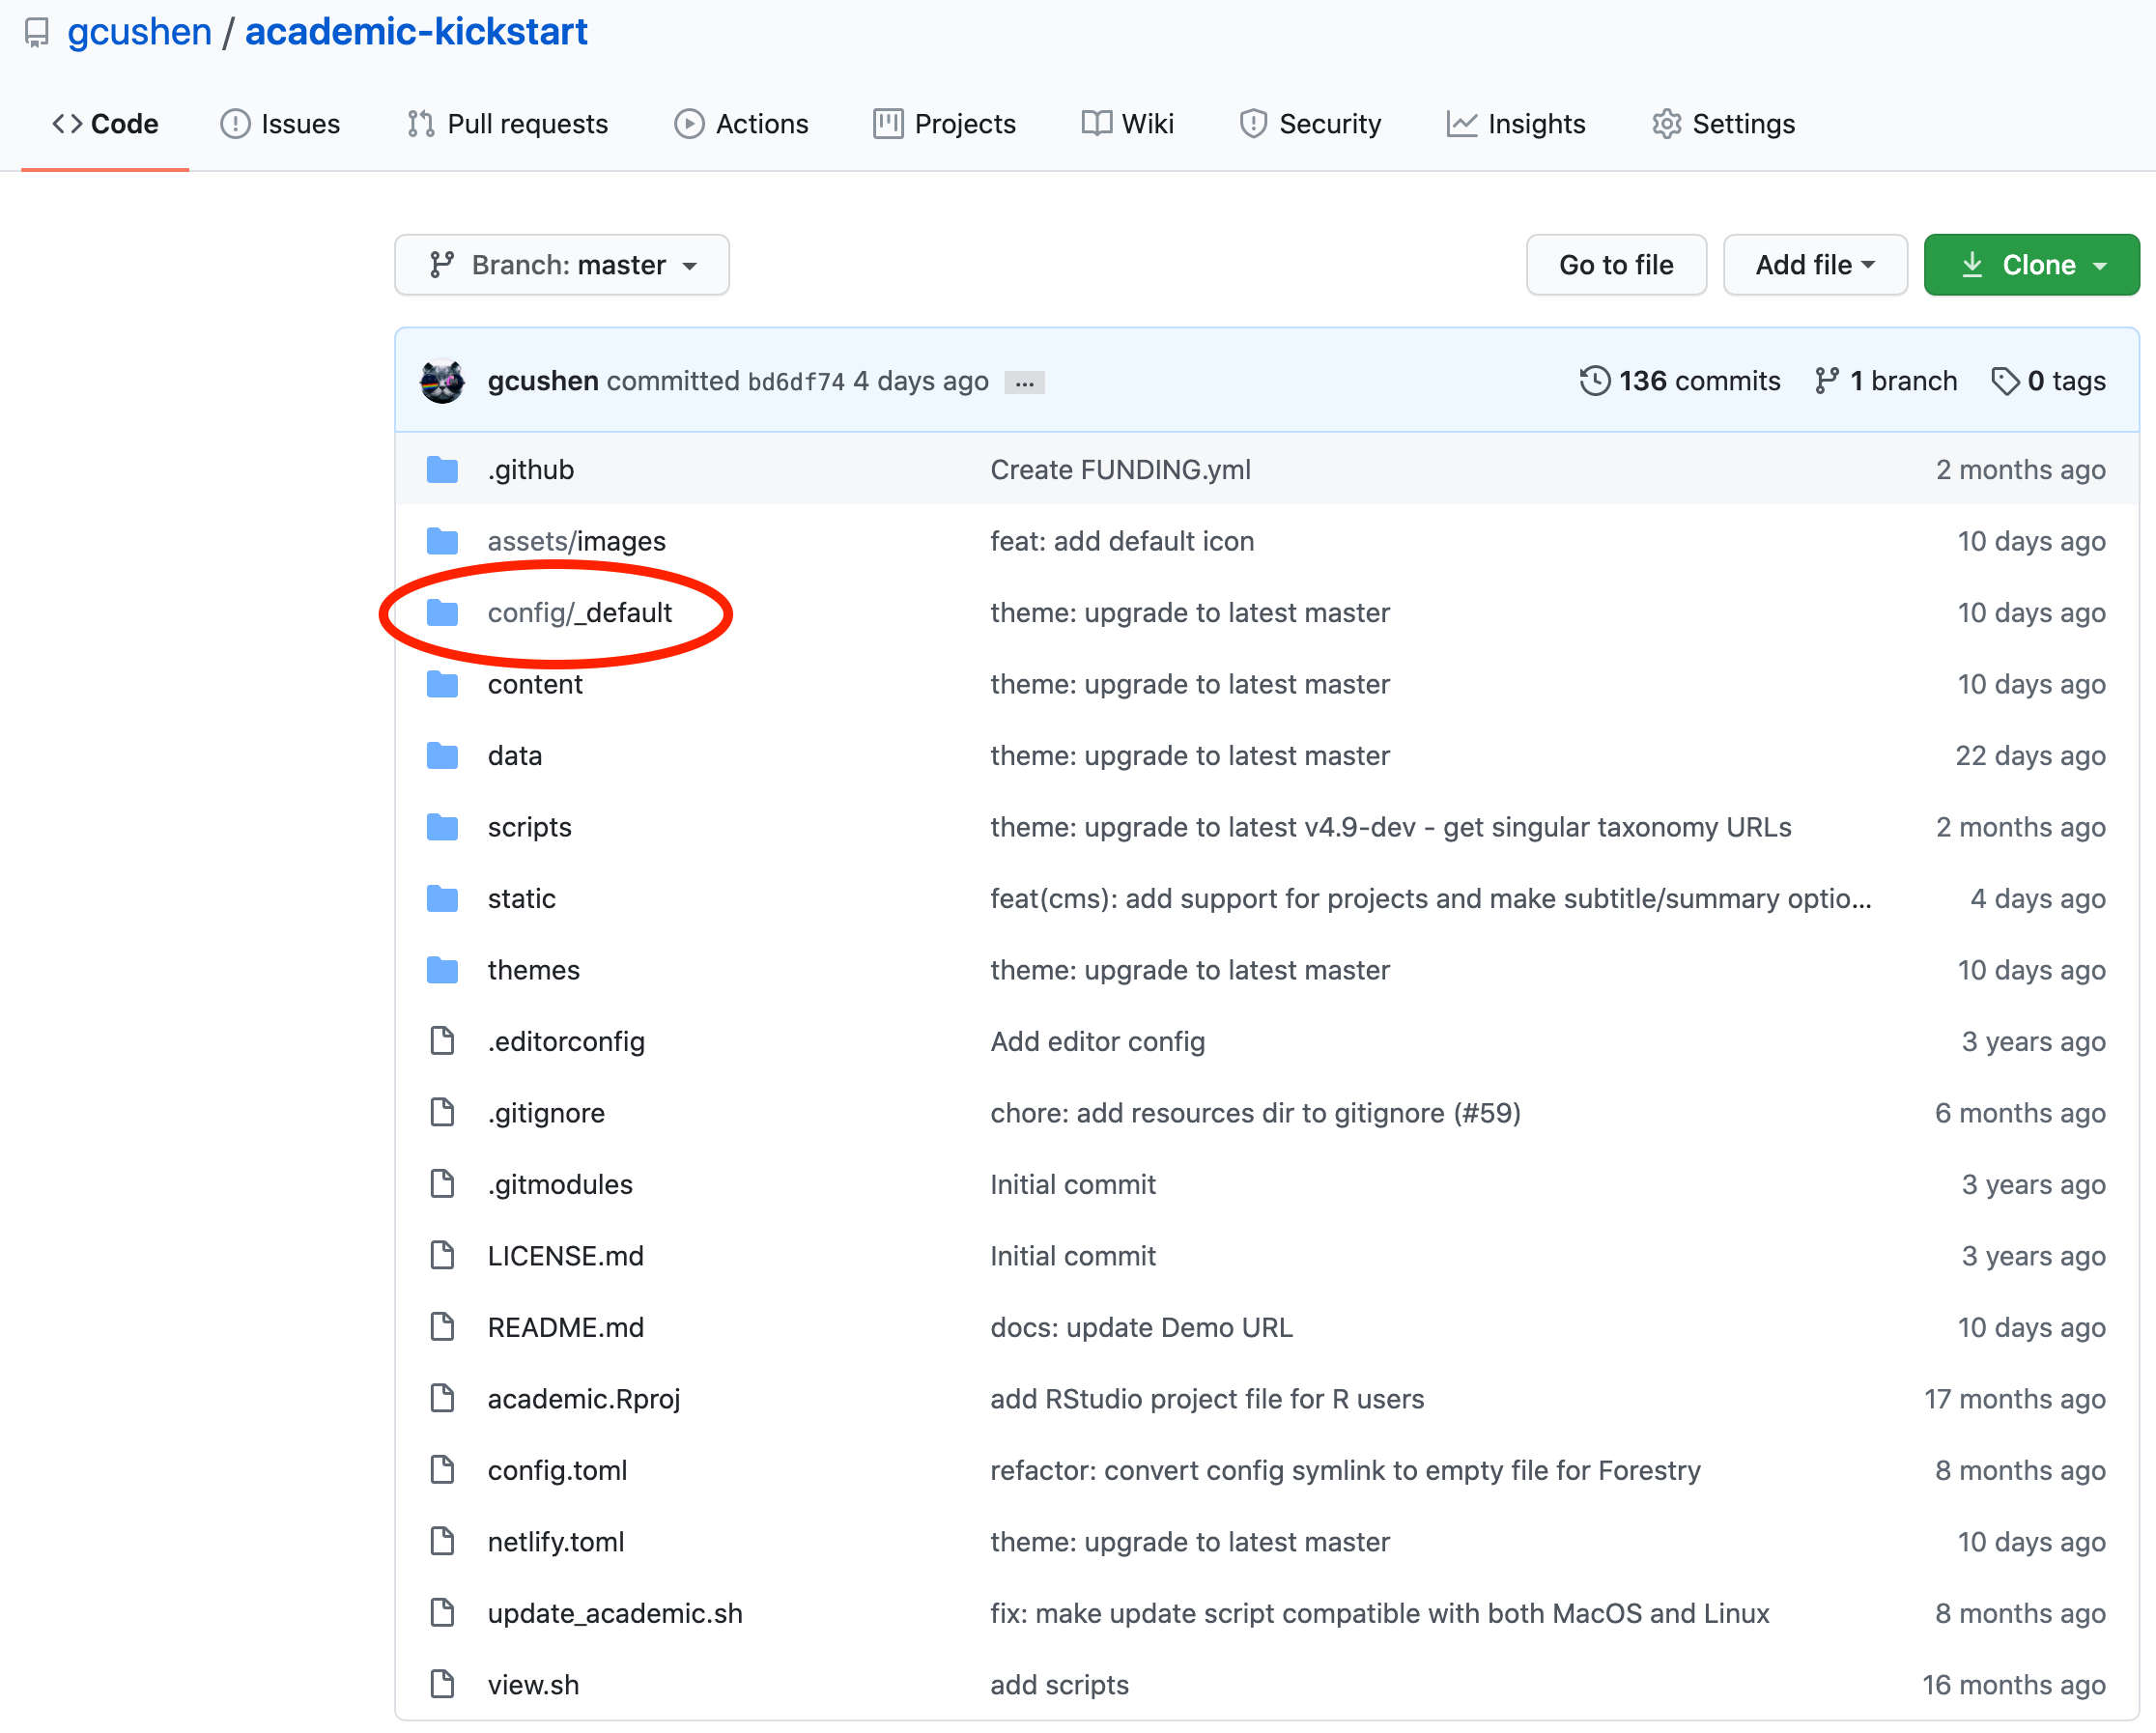 gcushen / academic-kickstart
Code Issues Pull requests Actions Projects Wiki Security Insights Settings
Branch: master Go to file Add file Clone
gcushen committed bd6df74 4 days ago ... 136 commits 1 branch 0 tags
.github Create FUNDING.yml 2 months ago
assets/images feat: add default icon 10 days ago
config/_default theme: upgrade to latest master 10 days ago
content theme: upgrade to latest master 10 days ago
data theme: upgrade to latest master 22 days ago
scripts theme: upgrade to latest v4.9-dev - get singular taxonomy URLs 2 months ago
static feat(cms): add support for projects and make subtitle/summary optio... 4 days ago
themes theme: upgrade to latest master 10 days ago
.editorconfig Add editor config 3 years ago
.gitignore chore: add resources dir to gitignore (#59) 6 months ago
.gitmodules Initial commit 3 years ago
LICENSE.md Initial commit 3 years ago
README.md docs: update Demo URL 10 days ago
academic.Rproj add RStudio project file for R users 17 months ago
config.toml refactor: convert config symlink to empty file for Forestry 8 months ago
netlify.toml theme: upgrade to latest master 10 days ago
update_academic.sh fix: make update script compatible with both MacOS and Linux 8 months ago
view.sh add scripts 16 months ago